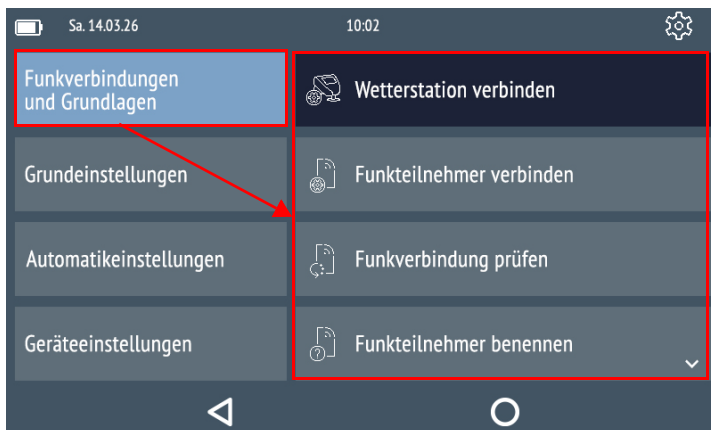 Sa. 14.03.26
10:02
Funkverbindungen
und Grundlagen
Wetterstation verbinden
Grundeinstellungen
Funkteilnehmer verbinden
Automatikeinstellungen
Funkverbindung prüfen
Geräteeinstellungen
Funkteilnehmer benennen